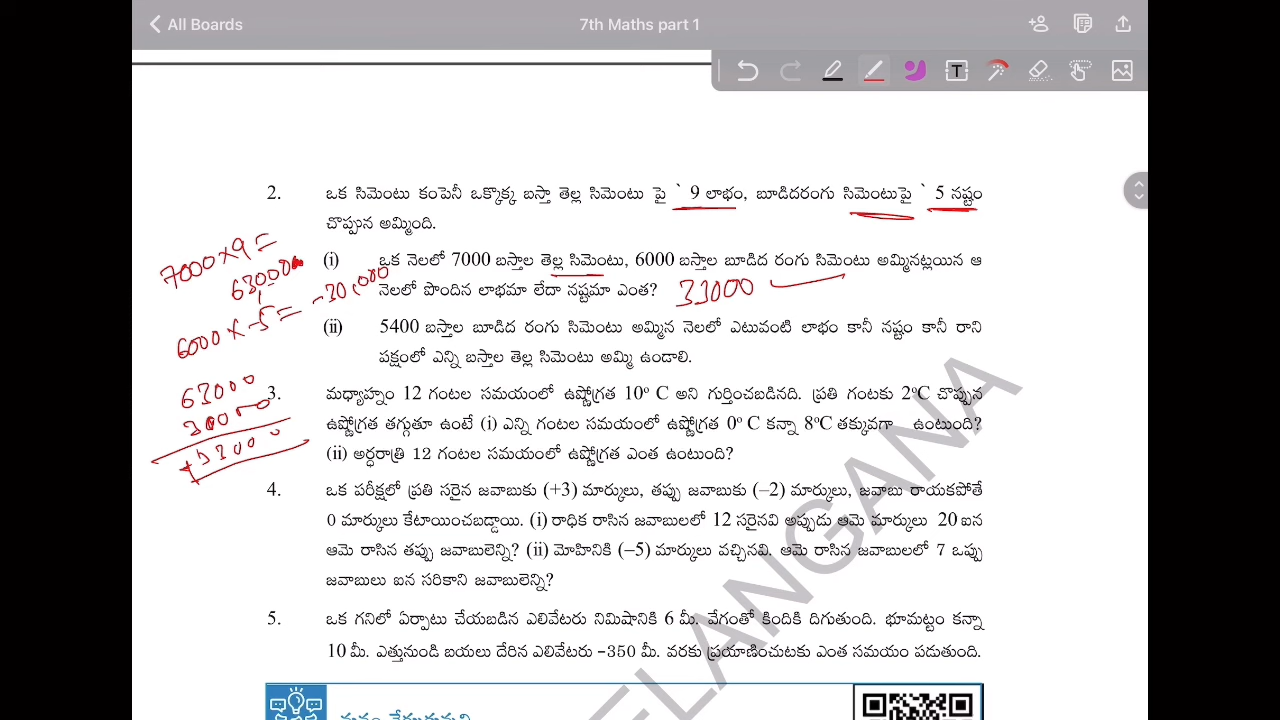 All Boards
7th Maths part 1
T
2. ఒక సిమెంటు కంపెనీ ఒక్కొక్క బస్తా తెల్ల సిమెంటు పై ` 9 లాభం, బూడిదరంగు సిమెంటుపై ` 5 నష్టం
చొప్పున అమ్మింది.
7000 × 9 =
63000
(i) ఒక నెలలో 7000 బస్తాల తెల్ల సిమెంటు, 6000 బస్తాల బూడిద రంగు సిమెంటు అమ్మినట్లయిన ఆ
నెలలో పొందిన లాభమా లేదా నష్టమా ఎంత? 33000
6000 × -5 = -30,000
(ii) 5400 బస్తాల బూడిద రంగు సిమెంటు అమ్మిన నెలలో ఎటువంటి లాభం కానీ నష్టం కానీ రాని
పక్షంలో ఎన్ని బస్తాల తెల్ల సిమెంటు అమ్మి ఉండాలి.
63000
30000
+33000
3. మధ్యాహ్నం 12 గంటల సమయంలో ఉష్ణోగ్రత 10° C అని గుర్తించబడినది. ప్రతి గంటకు 2°C చొప్పున
ఉష్ణోగ్రత తగ్గుతూ ఉంటే (i) ఎన్ని గంటల సమయంలో ఉష్ణోగ్రత 0° C కన్నా 8°C తక్కువగా ఉంటుంది?
(ii) అర్ధరాత్రి 12 గంటల సమయంలో ఉష్ణోగ్రత ఎంత ఉంటుంది?
4. ఒక పరీక్షలో ప్రతి సరైన జవాబుకు (+3) మార్కులు, తప్పు జవాబుకు (–2) మార్కులు, జవాబు రాయకపోతే
0 మార్కులు కేటాయించబడ్డాయి. (i) రాధిక రాసిన జవాబులలో 12 సరైనవి అప్పుడు ఆమె మార్కులు 20 ఐన
ఆమె రాసిన తప్పు జవాబులెన్ని? (ii) మోహినికి (–5) మార్కులు వచ్చినవి. ఆమె రాసిన జవాబులలో 7 ఒప్పు
జవాబులు ఐన సరికాని జవాబులెన్ని?
5. ఒక గనిలో ఏర్పాటు చేయబడిన ఎలివేటరు నిమిషానికి 6 మీ. వేగంతో కిందికి దిగుతుంది. భూమట్టం కన్నా
10 మీ. ఎత్తునుండి బయలు దేరిన ఎలివేటరు –350 మీ. వరకు ప్రయాణించుటకు ఎంత సమయం పడుతుంది.
ELANGANA